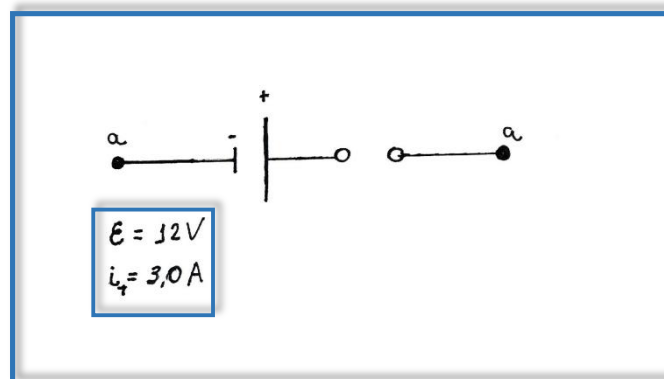 +
a - a
ε = 12V
i₁ = 3,0 A